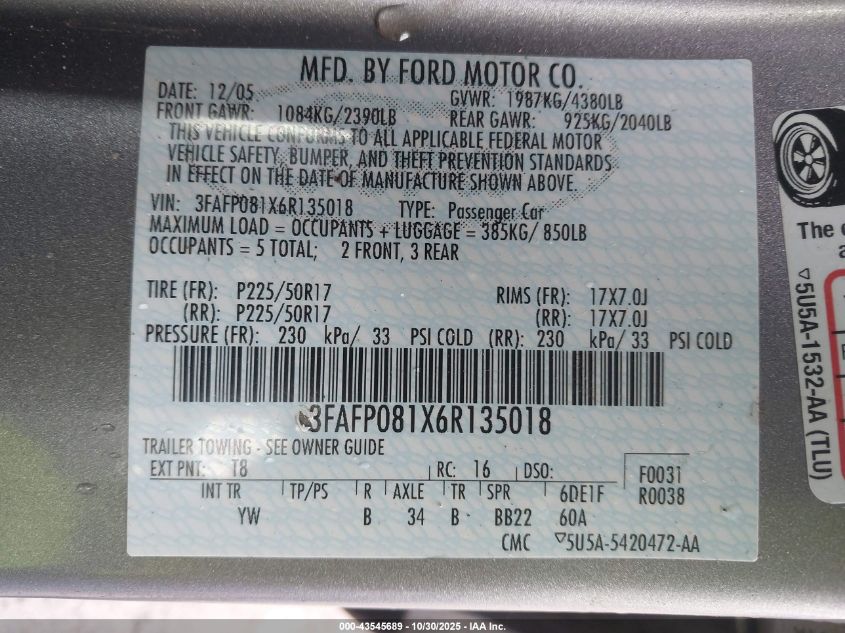 MFD. BY FORD MOTOR CO.
DATE: 12/05 GVWR: 1987KG/4380LB
FRONT GAWR: 1084KG/2390LB REAR GAWR: 925KG/2040LB
THIS VEHICLE CONFORMS TO ALL APPLICABLE FEDERAL MOTOR
VEHICLE SAFETY, BUMPER, AND THEFT PREVENTION STANDARDS
IN EFFECT ON THE DATE OF MANUFACTURE SHOWN ABOVE.
VIN: 3FAFP081X6R135018 TYPE: Passenger Car
MAXIMUM LOAD = OCCUPANTS + LUGGAGE = 385KG/ 850LB
OCCUPANTS = 5 TOTAL; 2 FRONT, 3 REAR
TIRE (FR): P225/50R17 RIMS (FR): 17X7.0J
(RR): P225/50R17 (RR): 17X7.0J
PRESSURE (FR): 230 kPa/ 33 PSI COLD (RR): 230 kPa/ 33 PSI COLD
3FAFP081X6R135018
TRAILER TOWING - SEE OWNER GUIDE
EXT PNT: T8 RC: 16 DSO: F0031
INT TR TP/PS R AXLE TR SPR 6DE1F R0038
YW B 34 B BB22 60A
CMC ▽5U5A-5420472-AA
The
▽5U5A-1532-AA (TLU)
000-43545689 · 10/30/2025 - IAA Inc.